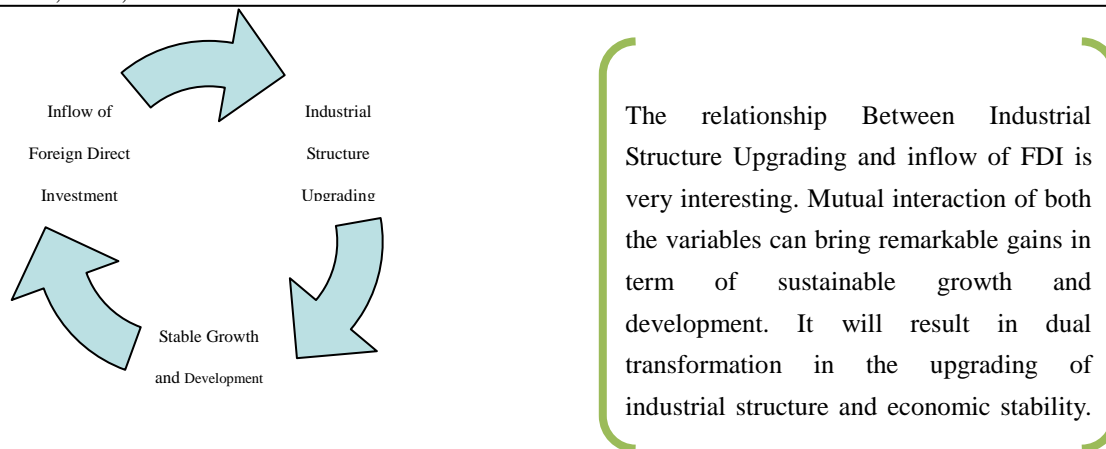 Inflow of
Foreign Direct
Investment
Industrial
Structure
Upgrading
Stable Growth
and Development
The relationship Between Industrial
Structure Upgrading and inflow of FDI is
very interesting. Mutual interaction of both
the variables can bring remarkable gains in
term of sustainable growth and
development. It will result in dual
transformation in the upgrading of
industrial structure and economic stability.